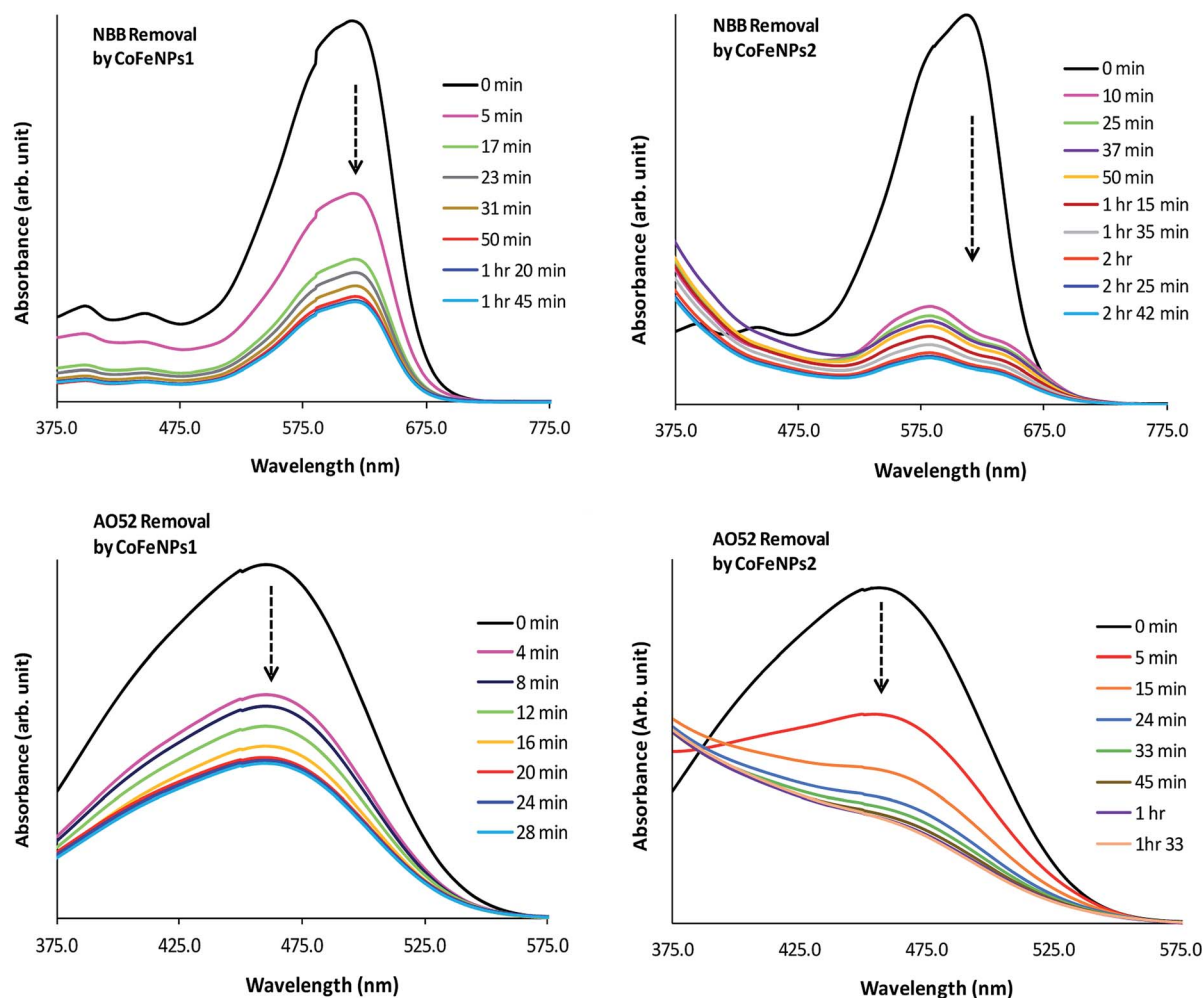 NBB Removal
by CoFeNPs1
0 min
5 min
17 min
23 min
31 min
50 min
1 hr 20 min
1 hr 45 min
Absorbance (arb. unit)
375.0 475.0 575.0 675.0 775.0
Wavelength (nm)
NBB Removal
by CoFeNPs2
0 min
10 min
25 min
37 min
50 min
1 hr 15 min
1 hr 35 min
2 hr
2 hr 25 min
2 hr 42 min
Absorbance (arb. unit)
375.0 475.0 575.0 675.0 775.0
Wavelength (nm)
AO52 Removal
by CoFeNPs1
0 min
4 min
8 min
12 min
16 min
20 min
24 min
28 min
Absorbance (arb. unit)
375.0 425.0 475.0 525.0 575.0
Wavelength (nm)
AO52 Removal
by CoFeNPs2
0 min
5 min
15 min
24 min
33 min
45 min
1 hr
1hr 33
Absorbance (Arb. unit)
375.0 425.0 475.0 525.0 575.0
Wavelength (nm)